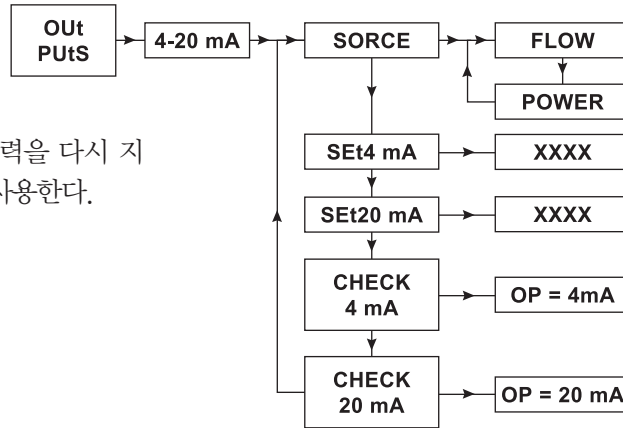 OUt
PUtS
4-20 mA
SORCE
FLOW
POWER
력을 다시 지
사용한다.
SEt4 mA
XXXX
SEt20 mA
XXXX
CHECK
4 mA
OP = 4mA
CHECK
20 mA
OP = 20 mA